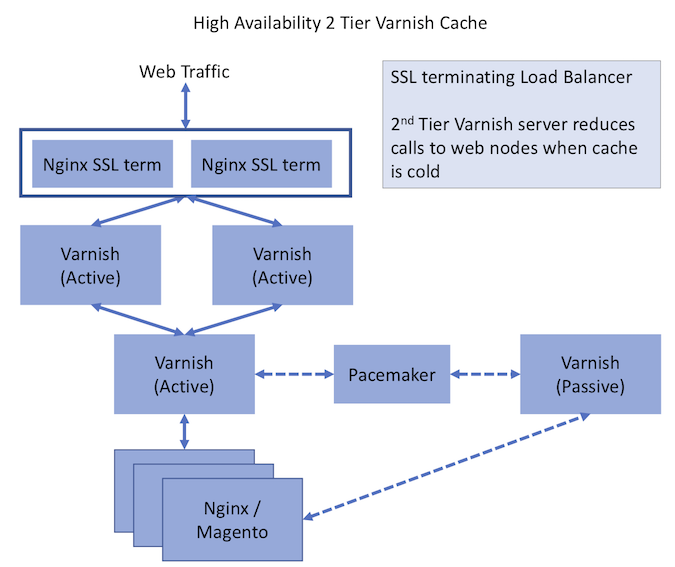 High Availability 2 Tier Varnish Cache
Web Traffic
SSL terminating Load Balancer
2nd Tier Varnish server reduces
calls to web nodes when cache
is cold
Nginx SSL term
Nginx SSL term
Varnish
(Active)
Varnish
(Active)
Varnish
(Active)
Pacemaker
Varnish
(Passive)
Nginx /
Magento